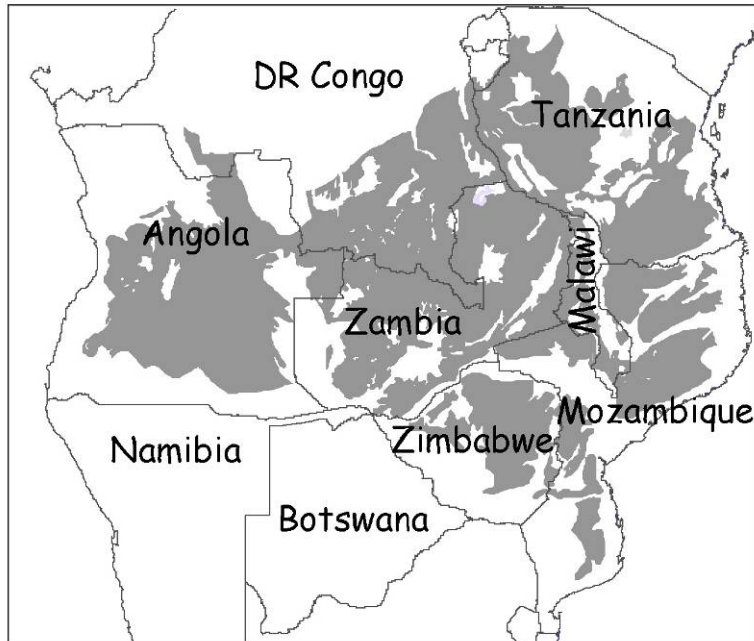 DR Congo
Tanzania
Angola
Malawi
Zambia
Mozambique
Zimbabwe
Namibia
Botswana